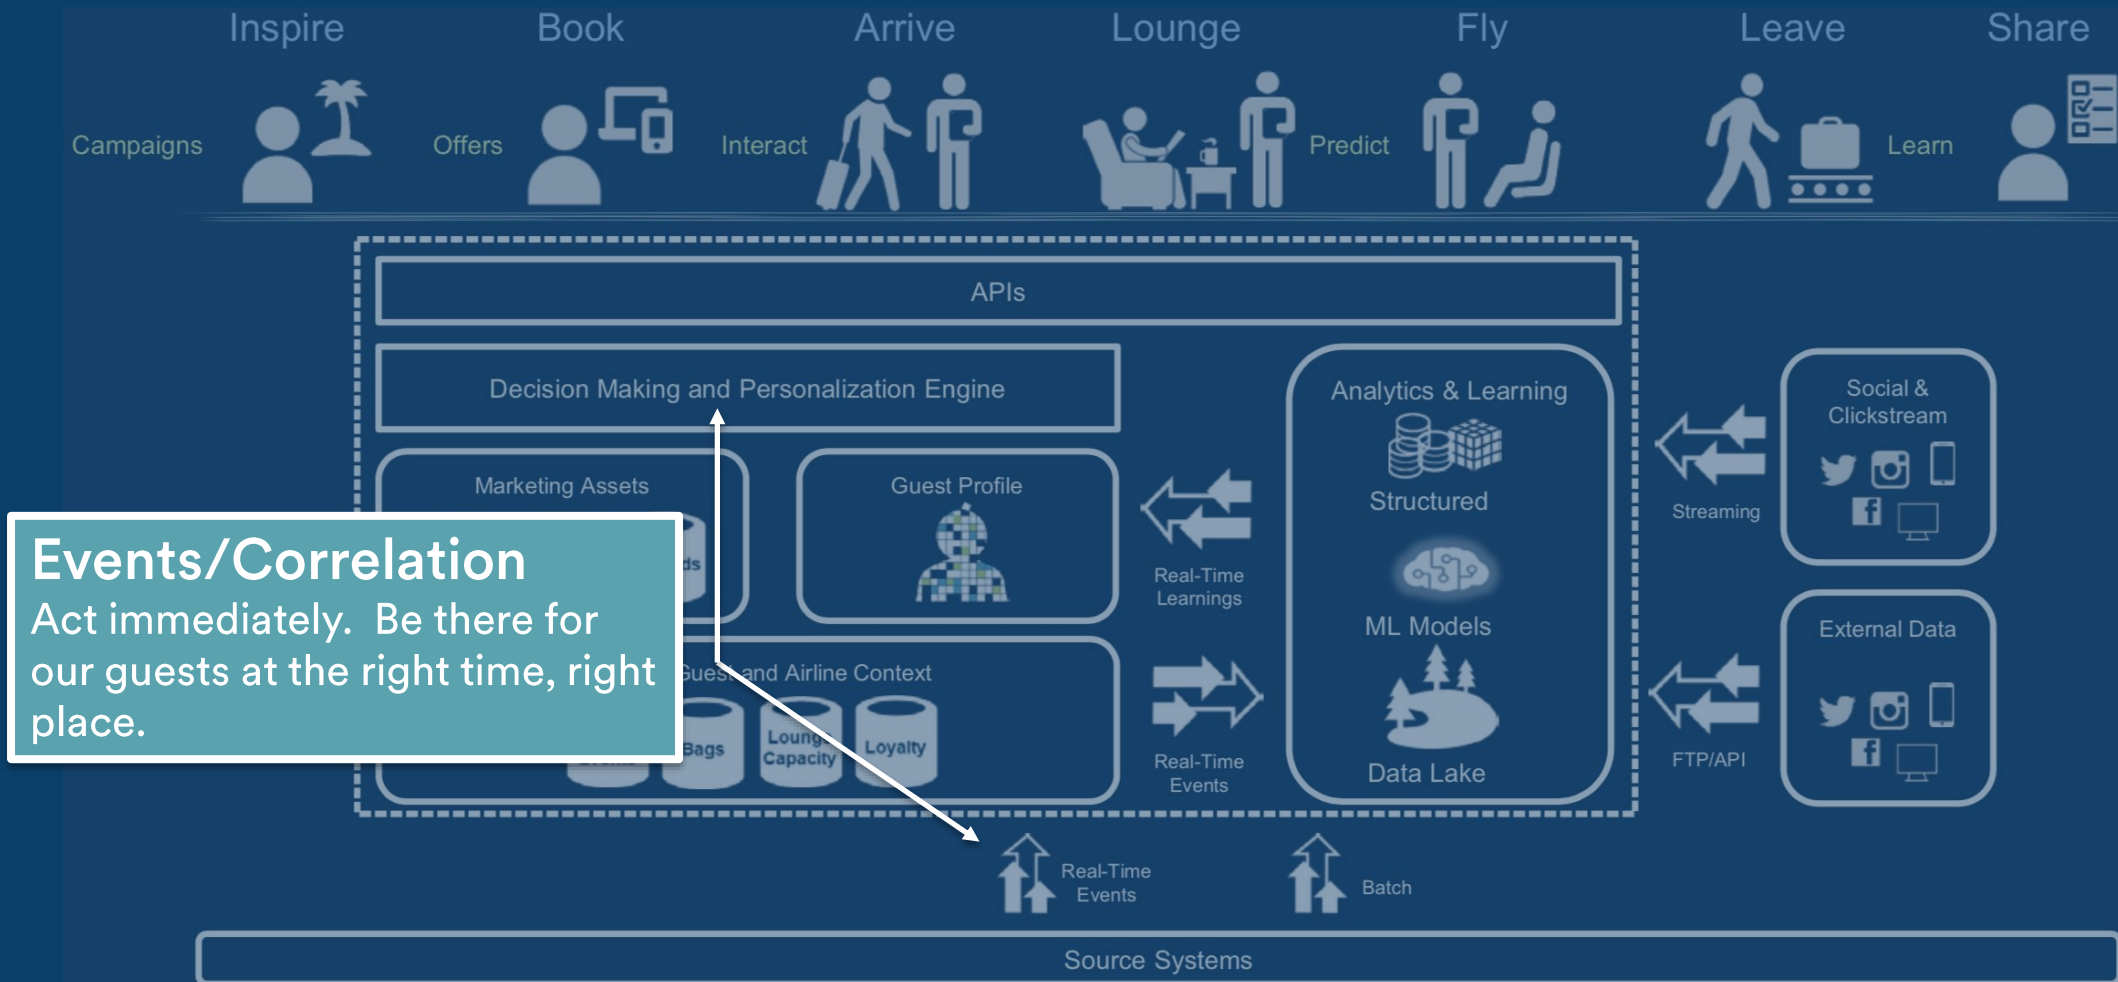 Inspire Book Arrive Lounge Fly Leave Share
Campaigns Offers Interact Predict Learn
APIs
Decision Making and Personalization Engine
Marketing Assets
Guest Profile
Real-Time
Learnings
Analytics & Learning
Structured
ML Models
Data Lake
Social &
Clickstream
Streaming
External Data
FTP/API
Events/Correlation
Act immediately. Be there for
our guests at the right time, right
place.
ds
Guest and Airline Context
Bags
Lounge
Capacity
Loyalty
Real-Time
Events
Real-Time
Events
Batch
Source Systems